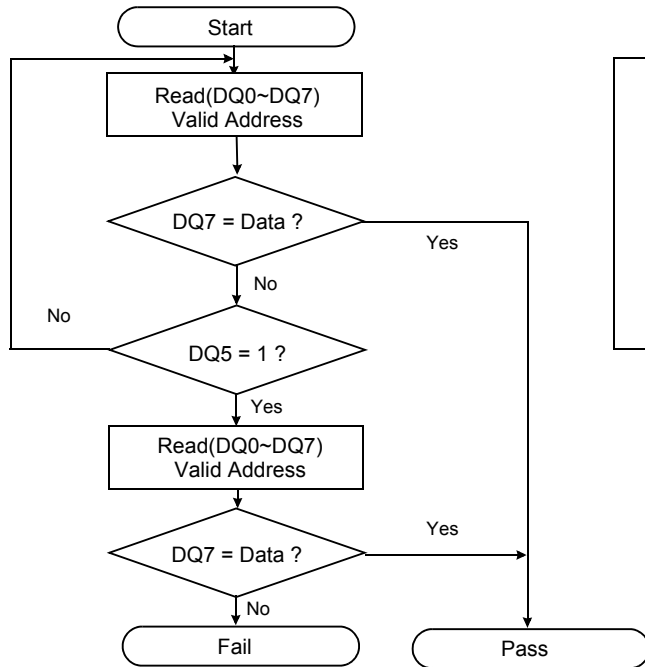 Start
Read(DQ0~DQ7)
Valid Address
DQ7 = Data ?
Yes
No
No
DQ5 = 1 ?
Yes
Read(DQ0~DQ7)
Valid Address
DQ7 = Data ?
Yes
No
Fail
Pass